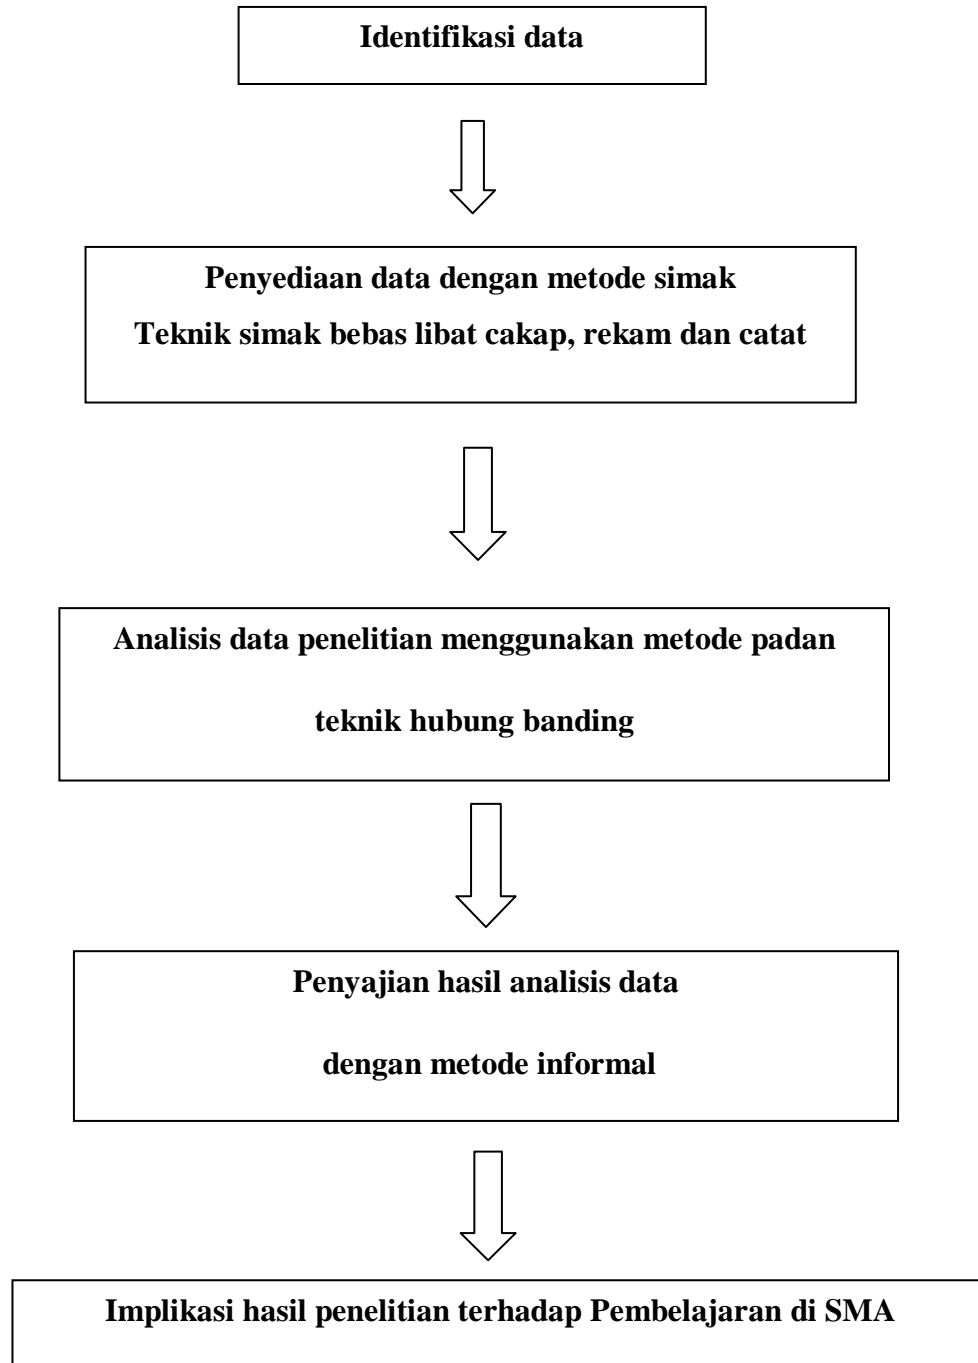 Identifikasi data
Penyediaan data dengan metode simak
Teknik simak bebas libat cakap, rekam dan catat
Analisis data penelitian menggunakan metode padan
teknik hubung banding
Penyajian hasil analisis data
dengan metode informal
Implikasi hasil penelitian terhadap Pembelajaran di SMA